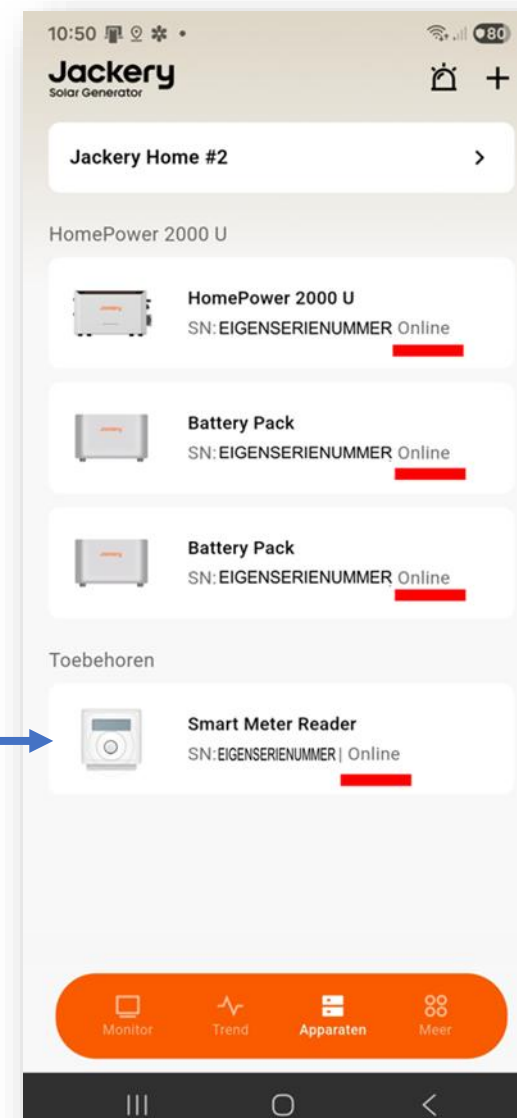 10:50
80
Jackery
Solar Generator
Jackery Home #2
HomePower 2000 U
HomePower 2000 U
SN: EIGENSERIENUMMER Online
Battery Pack
SN: EIGENSERIENUMMER Online
Battery Pack
SN: EIGENSERIENUMMER Online
Toebehoren
Smart Meter Reader
SN: EIGENSERIENUMMER | Online
Monitor Trend Apparaten Meer